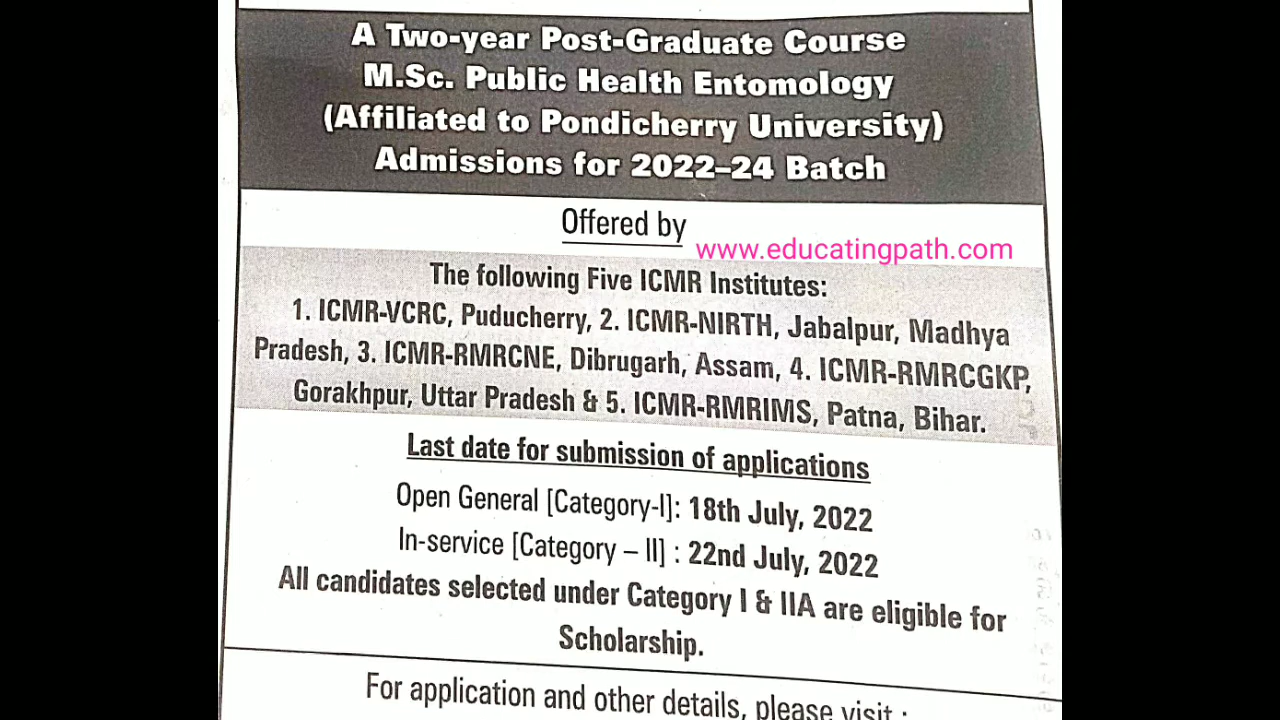 A Two-year Post-Graduate Course
M.Sc. Public Health Entomology
(Affiliated to Pondicherry University)
Admissions for 2022–24 Batch
Offered by
www.educatingpath.com
The following Five ICMR Institutes:
1. ICMR-VCRC, Puducherry, 2. ICMR-NIRTH, Jabalpur, Madhya
Pradesh, 3. ICMR-RMRCNE, Dibrugarh, Assam, 4. ICMR-RMRCGKP,
Gorakhpur, Uttar Pradesh & 5. ICMR-RMRIMS, Patna, Bihar.
Last date for submission of applications
Open General [Category-I]: 18th July, 2022
In-service [Category – II] : 22nd July, 2022
All candidates selected under Category I & IIA are eligible for
Scholarship.
For application and other details, please visit :